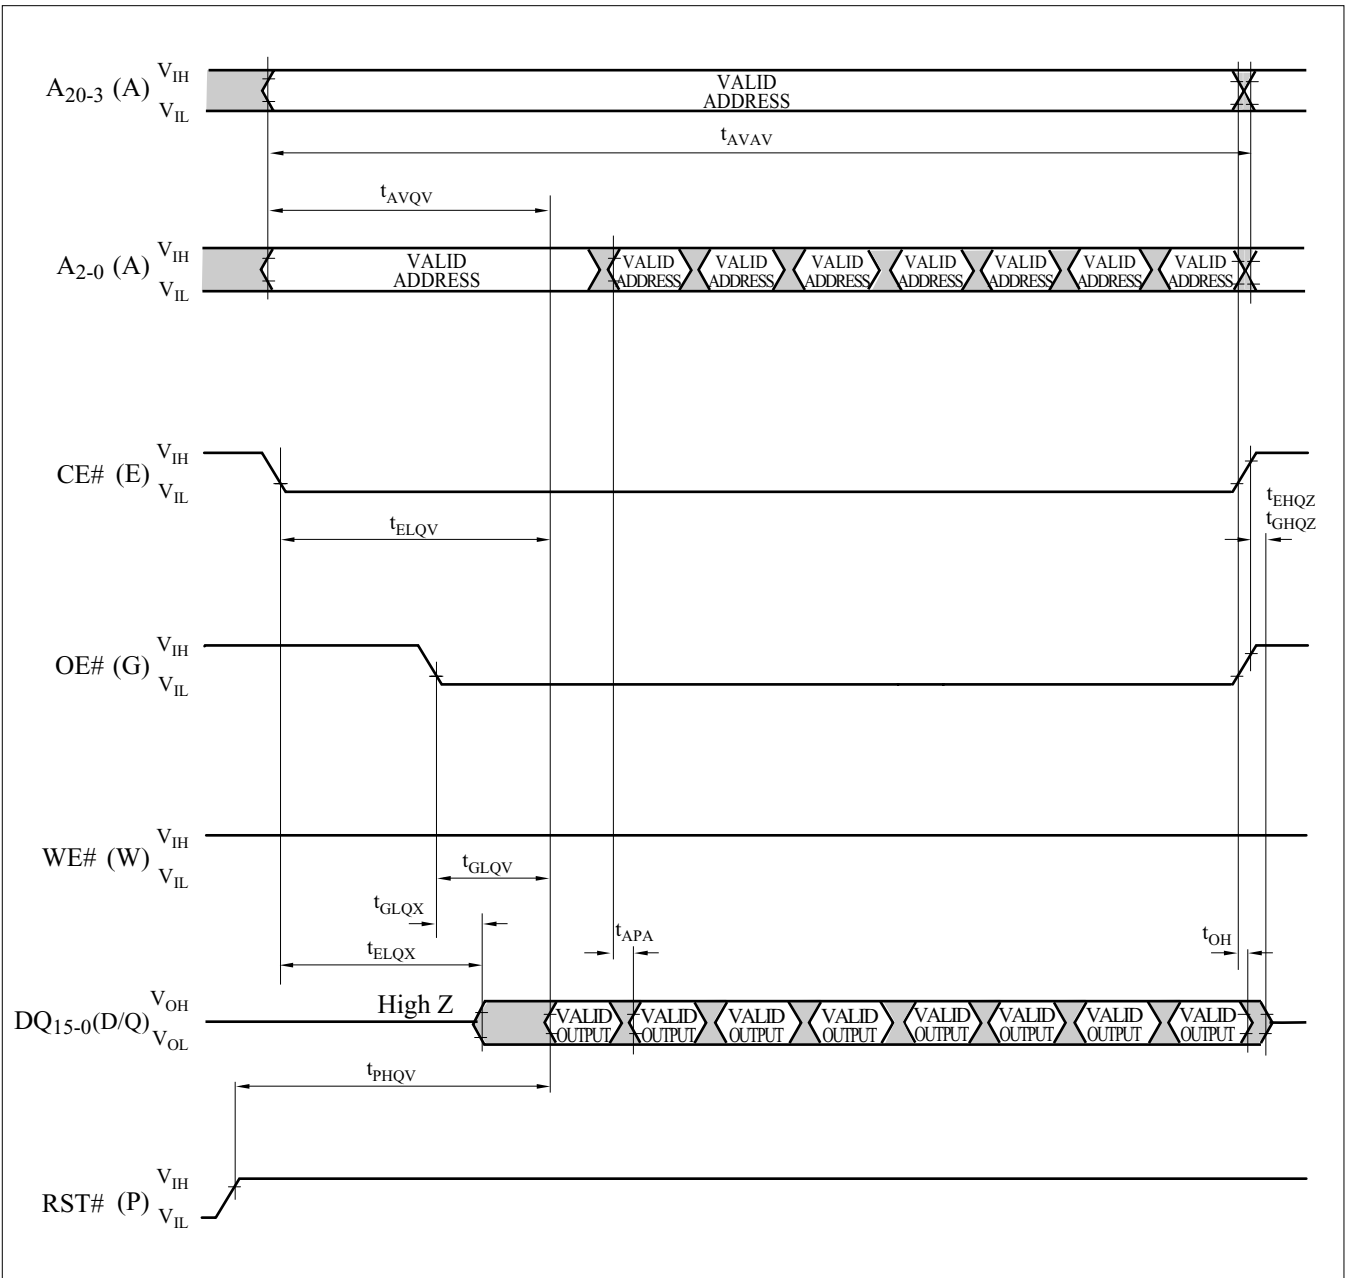 A20-3 (A) VIH
VIL
VALID
ADDRESS
tAVAV
tAVQV
A2-0 (A) VIH
VIL
VALID
ADDRESS
VALID
ADDRESS
VALID
ADDRESS
VALID
ADDRESS
VALID
ADDRESS
VALID
ADDRESS
VALID
ADDRESS
VALID
ADDRESS
CE# (E) VIH
VIL
tEHQZ
tGHQZ
tELQV
OE# (G) VIH
VIL
WE# (W) VIH
VIL
tGLQV
tGLQX
tAPA
tOH
tELQX
DQ15-0(D/Q) VOH
VOL
High Z
VALID
OUTPUT
VALID
OUTPUT
VALID
OUTPUT
VALID
OUTPUT
VALID
OUTPUT
VALID
OUTPUT
VALID
OUTPUT
VALID
OUTPUT
tPHQV
RST# (P) VIH
VIL